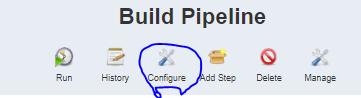 Build Pipeline
Run History Configure Add Step Delete Manage